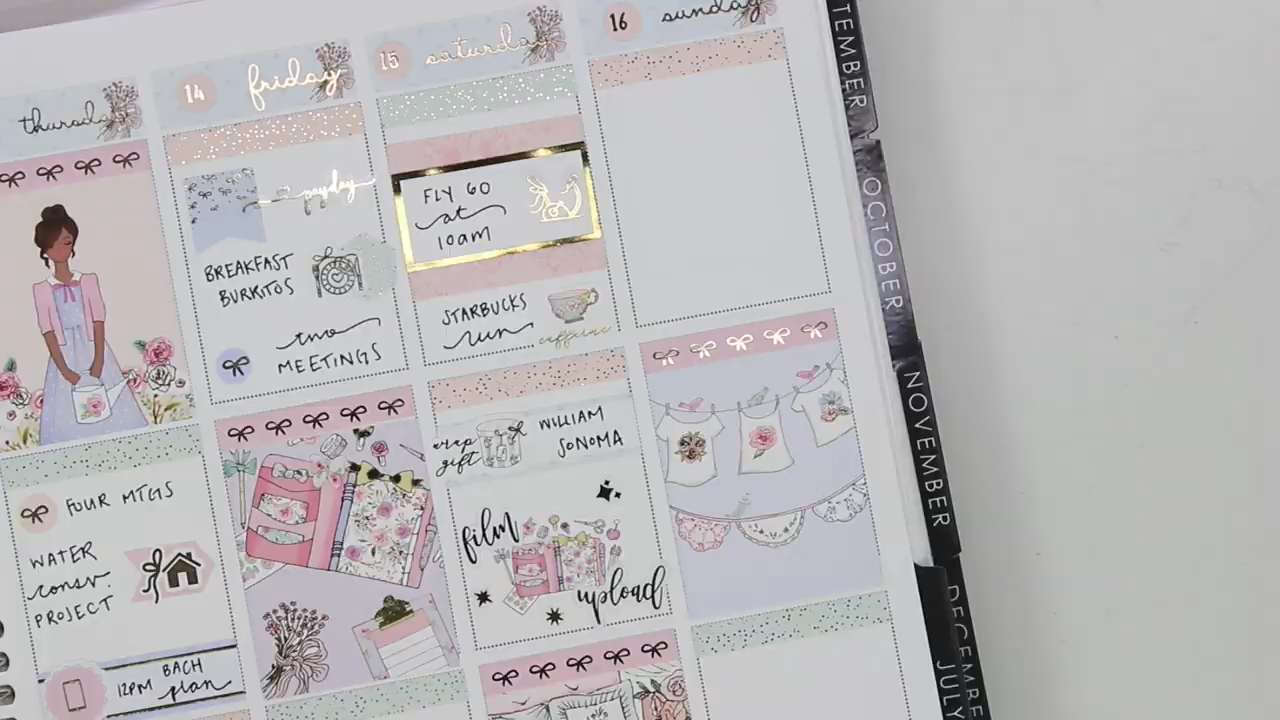 thursday
FOUR MTGS
WATER
consv.
PROJECT
12PM BACH
plan
14 friday
payday
BREAKFAST
BURRITOS
two
MEETINGS
15 saturday
FLY GO
at
10am
STARBUCKS
run
caffeine
wrap
gift
WILLIAM
SONOMA
film
upload
16 sunday
TEMBER
OCTOBER
NOVEMBER
DECEMBER
JULY